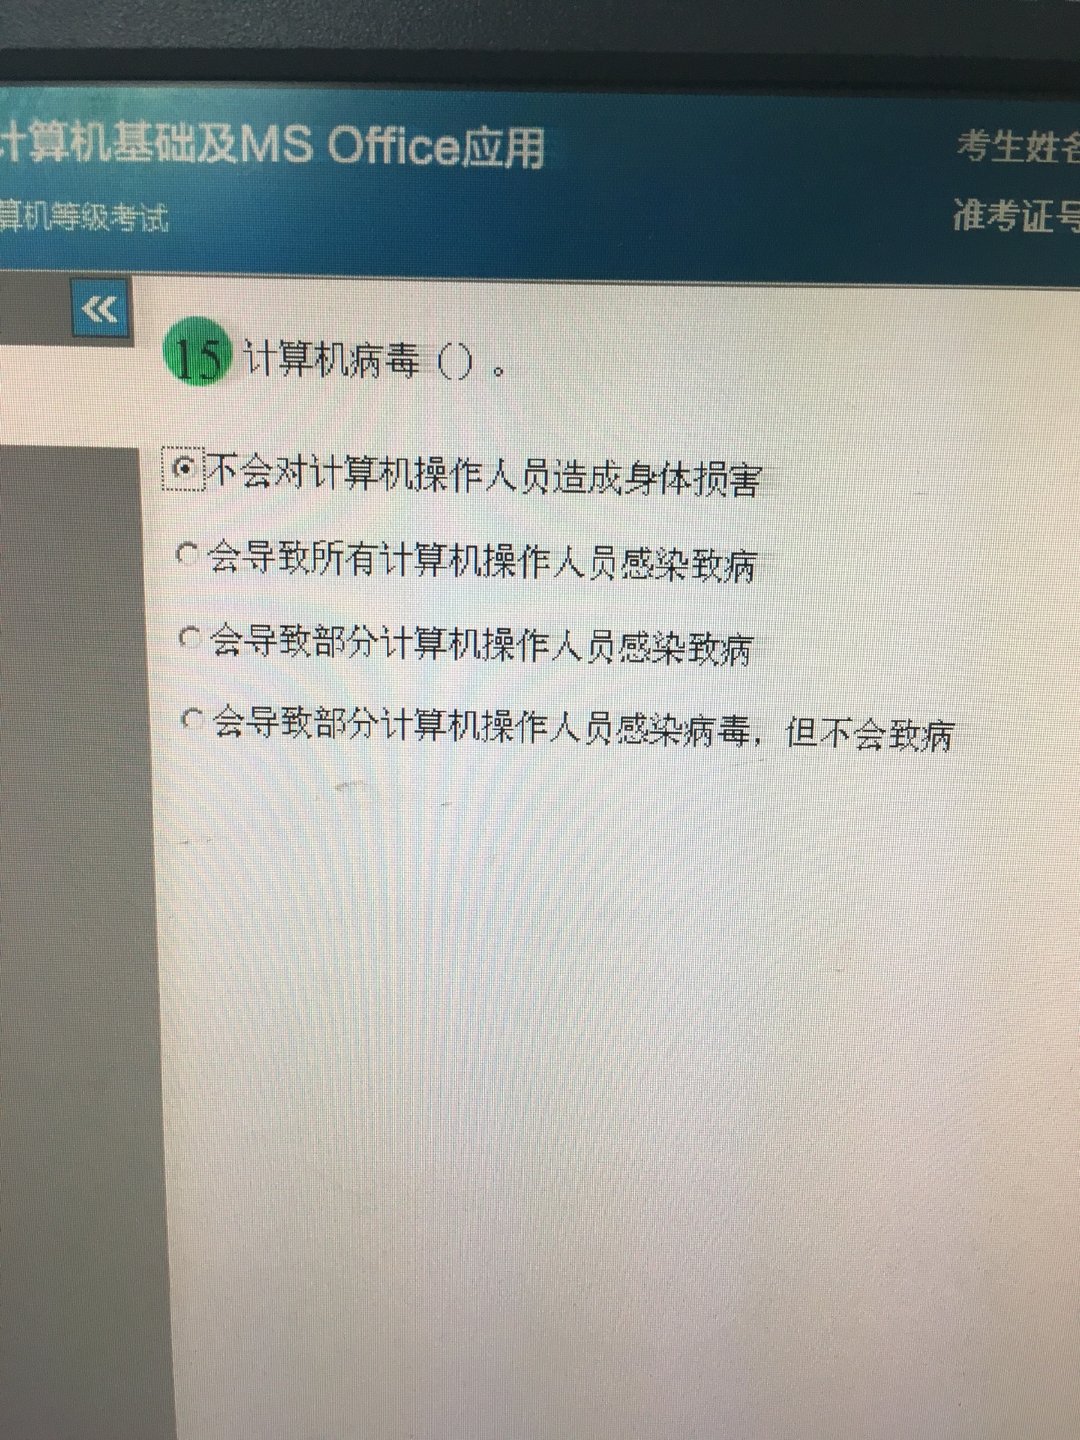 计算机基础及MS Office应用
考生姓名
算机等级考试
准考证号
15 计算机病毒（）。
不会对计算机操作人员造成身体损害
会导致所有计算机操作人员感染致病
会导致部分计算机操作人员感染致病
会导致部分计算机操作人员感染病毒，但不会致病